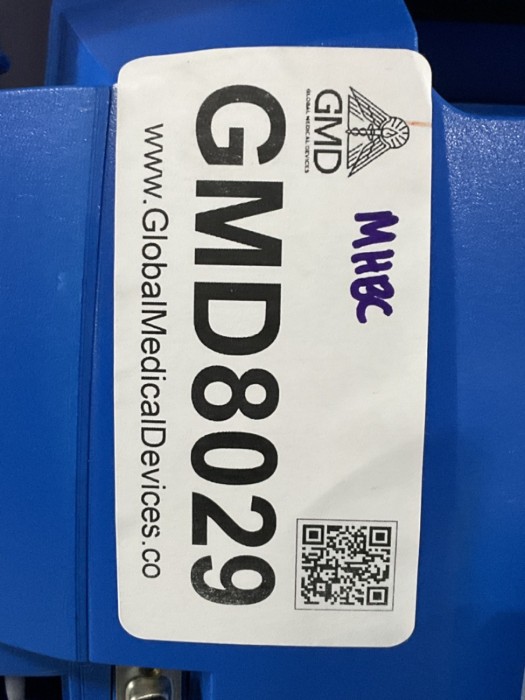 GMD
GLOBAL MEDICAL DEVICES
MHBC
GMD8029
www.GlobalMedicalDevices.co